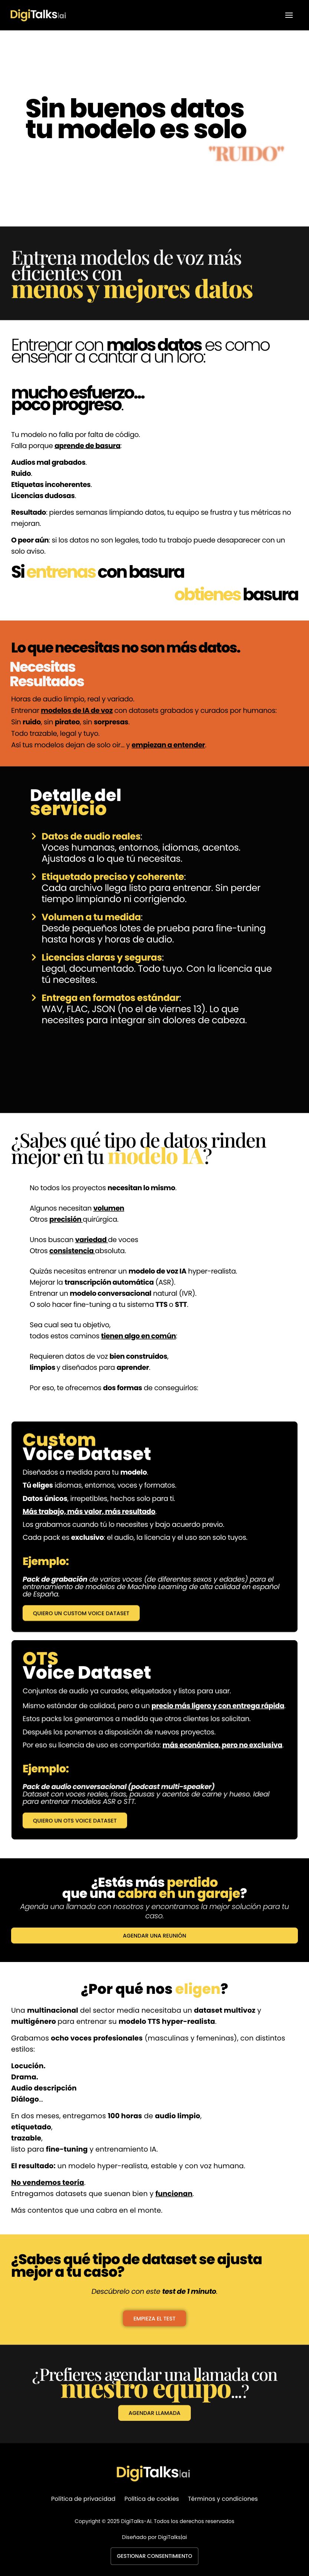 DigiTalks|ai
Sin buenos datos
tu modelo es solo
"RUIDO"
Entrena modelos de voz más
eficientes con
menos y mejores datos
Entrenar con malos datos es como
enseñar a cantar a un loro:
mucho esfuerzo...
poco progreso.
Tu modelo no falla por falta de código.
Falla porque aprende de basura:
Audios mal grabados.
Ruido.
Etiquetas incoherentes.
Licencias dudosas.
Resultado: pierdes semanas limpiando datos, tu equipo se frustra y tus métricas no
mejoran.
O peor aún: si los datos no son legales, todo tu trabajo puede desaparecer con un
solo aviso.
Si entrenas con basura
obtienes basura
Lo que necesitas no son más datos.
Necesitas
Resultados
Horas de audio limpio, real y variado.
Entrenar modelos de IA de voz con datasets grabados y curados por humanos:
Sin ruido, sin pirateo, sin sorpresas.
Todo trazable, legal y tuyo.
Así tus modelos dejan de solo oír... y empiezan a entender.
Detalle del
servicio
Datos de audio reales:
Voces humanas, entornos, idiomas, acentos.
Ajustados a lo que tú necesitas.
Etiquetado preciso y coherente:
Cada archivo llega listo para entrenar. Sin perder
tiempo limpiando ni corrigiendo.
Volumen a tu medida:
Desde pequeños lotes de prueba para fine-tuning
hasta horas y horas de audio.
Licencias claras y seguras:
Legal, documentado. Todo tuyo. Con la licencia que
tú necesites.
Entrega en formatos estándar:
WAV, FLAC, JSON (no el de viernes 13). Lo que
necesites para integrar sin dolores de cabeza.
¿Sabes qué tipo de datos rinden
mejor en tu modelo IA?
No todos los proyectos necesitan lo mismo.
Algunos necesitan volumen
Otros precisión quirúrgica.
Unos buscan variedad de voces
Otros consistencia absoluta.
Quizás necesitas entrenar un modelo de voz IA hyper-realista.
Mejorar la transcripción automática (ASR).
Entrenar un modelo conversacional natural (IVR).
O solo hacer fine-tuning a tu sistema TTS o STT.
Sea cual sea tu objetivo,
todos estos caminos tienen algo en común:
Requieren datos de voz bien construidos,
limpios y diseñados para aprender.
Por eso, te ofrecemos dos formas de conseguirlos:
Custom
Voice Dataset
Diseñados a medida para tu modelo.
Tú eliges idiomas, entornos, voces y formatos.
Datos únicos, irrepetibles, hechos solo para ti.
Más trabajo, más valor, más resultado.
Los grabamos cuando tú lo necesites y bajo acuerdo previo.
Cada pack es exclusivo: el audio, la licencia y el uso son solo tuyos.
Ejemplo:
Pack de grabación de varias voces (de diferentes sexos y edades) para el
entrenamiento de modelos de Machine Learning de alta calidad en español
de España.
QUIERO UN CUSTOM VOICE DATASET
OTS
Voice Dataset
Conjuntos de audio ya curados, etiquetados y listos para usar.
Mismo estándar de calidad, pero a un precio más ligero y con entrega rápida.
Estos packs los generamos a medida que otros clientes los solicitan.
Después los ponemos a disposición de nuevos proyectos.
Por eso su licencia de uso es compartida: más económica, pero no exclusiva.
Ejemplo:
Pack de audio conversacional (podcast multi-speaker)
Dataset con voces reales, risas, pausas y acentos de carne y hueso. Ideal
para entrenar modelos ASR o STT.
QUIERO UN OTS VOICE DATASET
¿Estás más perdido
que una cabra en un garaje?
Agenda una llamada con nosotros y encontramos la mejor solución para tu
caso.
AGENDAR UNA REUNIÓN
¿Por qué nos eligen?
Una multinacional del sector media necesitaba un dataset multivoz y
multigénero para entrenar su modelo TTS hyper-realista.
Grabamos ocho voces profesionales (masculinas y femeninas), con distintos
estilos:
Locución.
Drama.
Audio descripción
Diálogo...
En dos meses, entregamos 100 horas de audio limpio,
etiquetado,
trazable,
listo para fine-tuning y entrenamiento IA.
El resultado: un modelo hyper-realista, estable y con voz humana.
No vendemos teoría.
Entregamos datasets que suenan bien y funcionan.
Más contentos que una cabra en el monte.
¿Sabes qué tipo de dataset se ajusta
mejor a tu caso?
Descúbrelo con este test de 1 minuto.
EMPIEZA EL TEST
¿Prefieres agendar una llamada con
nuestro equipo...?
AGENDAR LLAMADA
DigiTalks|ai
Política de privacidad Política de cookies Términos y condiciones
Copyright © 2025 DigiTalks-AI. Todos los derechos reservados
Diseñado por DigiTalks|ai
GESTIONAR CONSENTIMIENTO